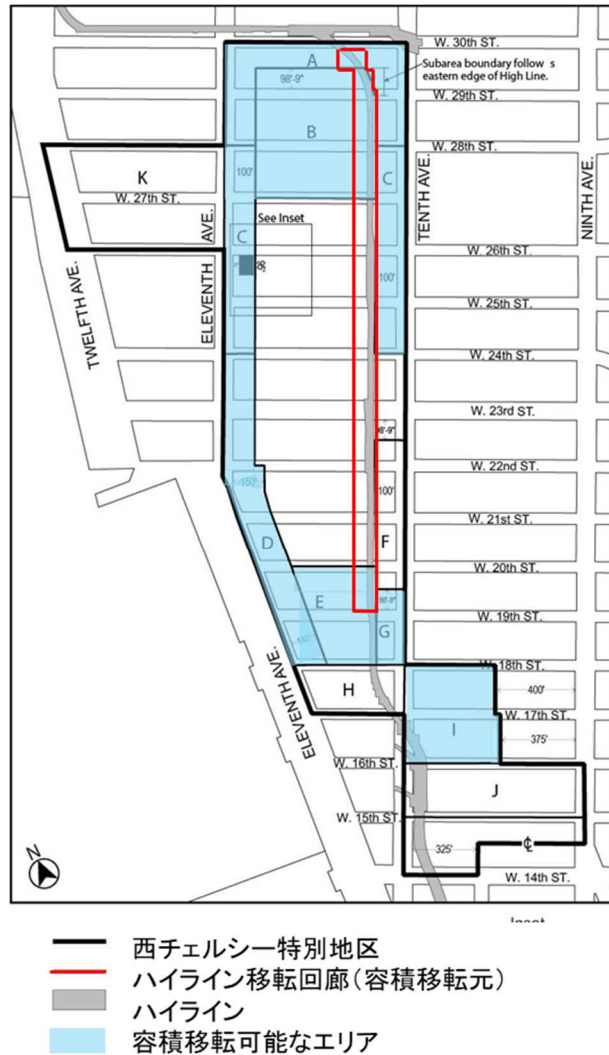 W. 30th ST.
A
98'-9"
Subarea boundary follow s
eastern edge of High Line.
W. 29th ST.
B
W. 28th ST.
K
100'
C
W. 27th ST.
AVE.
See Inset
TENTH AVE.
NINTH AVE.
C
W. 26th ST.
TWELFTH AVE.
ELEVENTH
100'
W. 25th ST.
W. 24th ST.
W. 23rd ST.
98'-9"
W. 22nd ST.
150'
100'
W. 21st ST.
D
F
W. 20th ST.
E
98'-9"
W. 19th ST.
G
W. 18th ST.
ELEVENTH AVE.
H
400'
W. 17th ST.
I
375'
W. 16th ST.
J
W. 15th ST.
325'
℄
W. 14th ST.
N
西チェルシー特別地区
ハイライン移転回廊(容積移転元)
ハイライン
容積移転可能なエリア